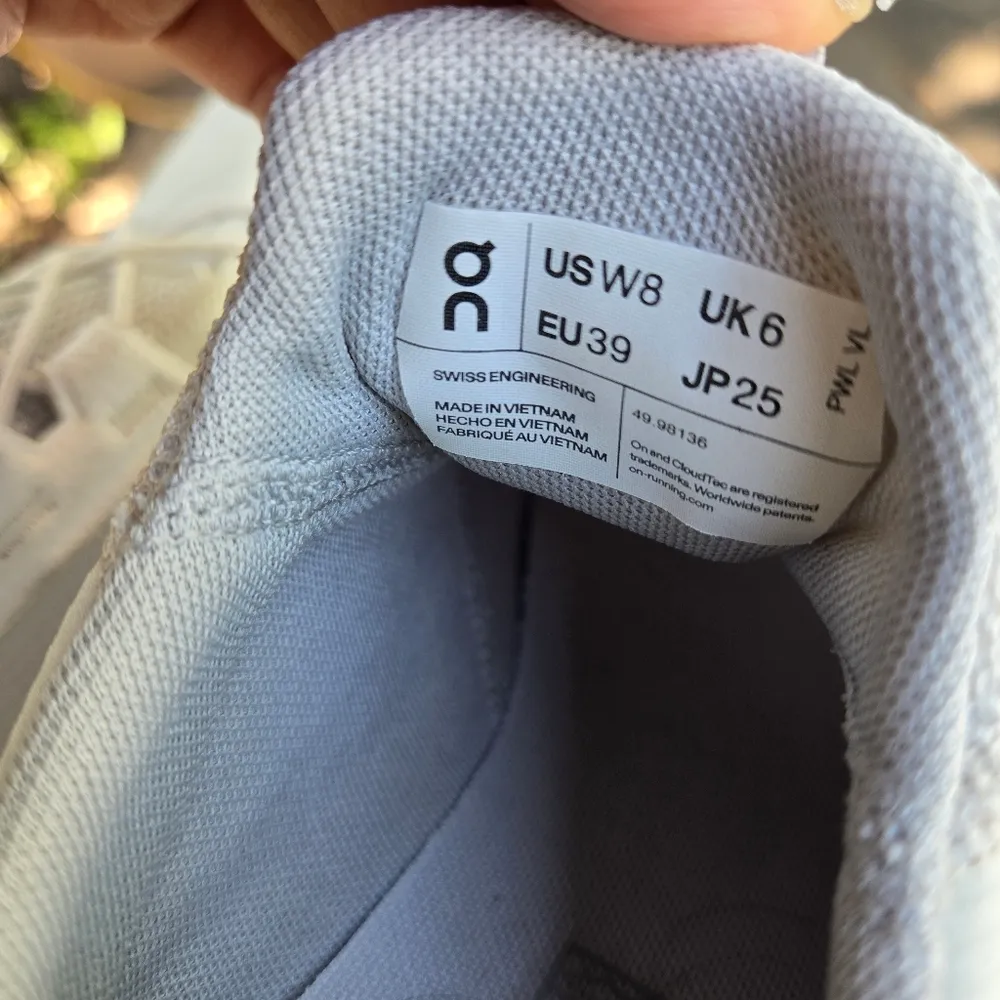 On
US W8 UK 6
EU 39 JP 25
PWL VL
SWISS ENGINEERING
MADE IN VIETNAM
HECHO EN VIETNAM
FABRIQUÉ AU VIETNAM
49.98136
On and CloudTec are registered
trademarks. Worldwide patents.
on-running.com